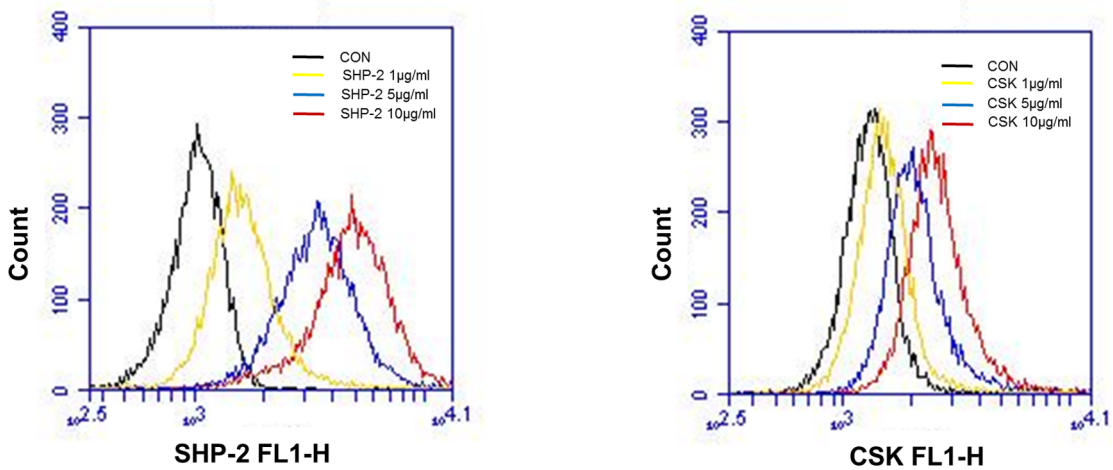 400
300
200
100
0
Count
CON
SHP-2 1µg/ml
SHP-2 5µg/ml
SHP-2 10µg/ml
10^2.5
10^3
10^4.1
SHP-2 FL1-H
400
300
200
100
0
Count
CON
CSK 1µg/ml
CSK 5µg/ml
CSK 10µg/ml
10^2.5
10^3
10^4.1
CSK FL1-H